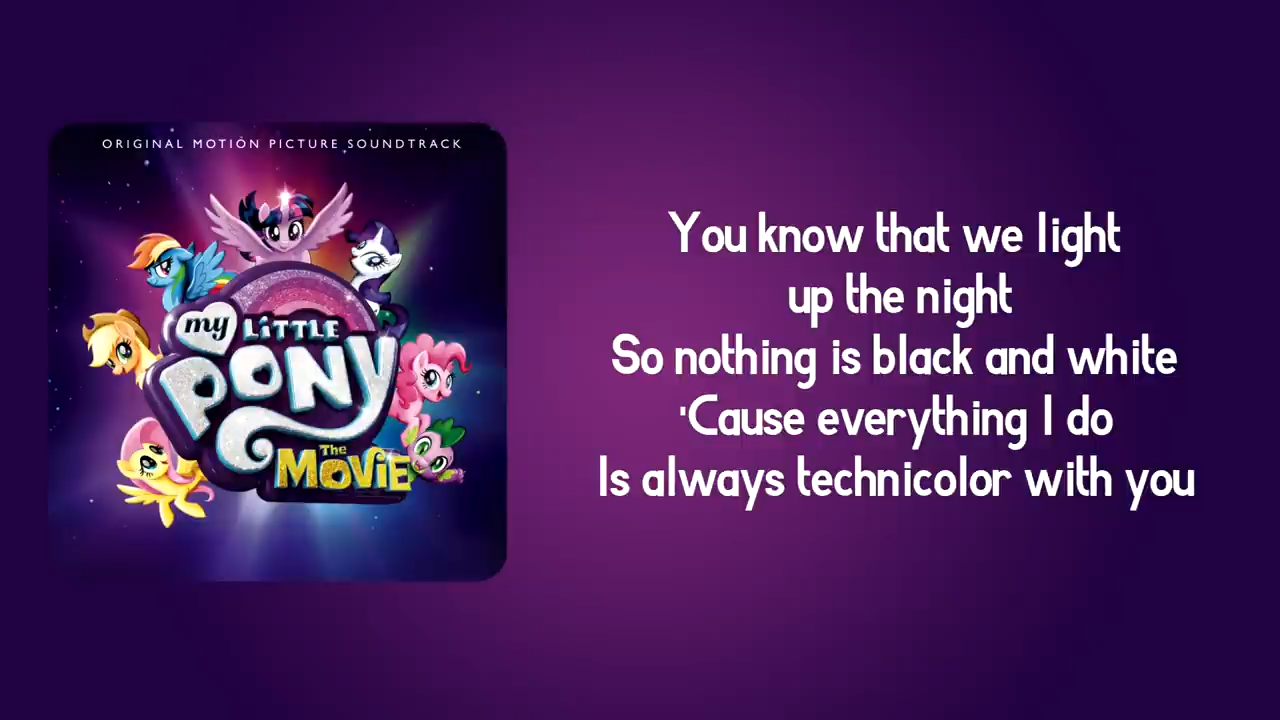 ORIGINAL MOTION PICTURE SOUNDTRACK
my LiTTLE
PONY
The
MOViE
You know that we light
up the night
So nothing is black and white
'Cause everything I do
Is always technicolor with you